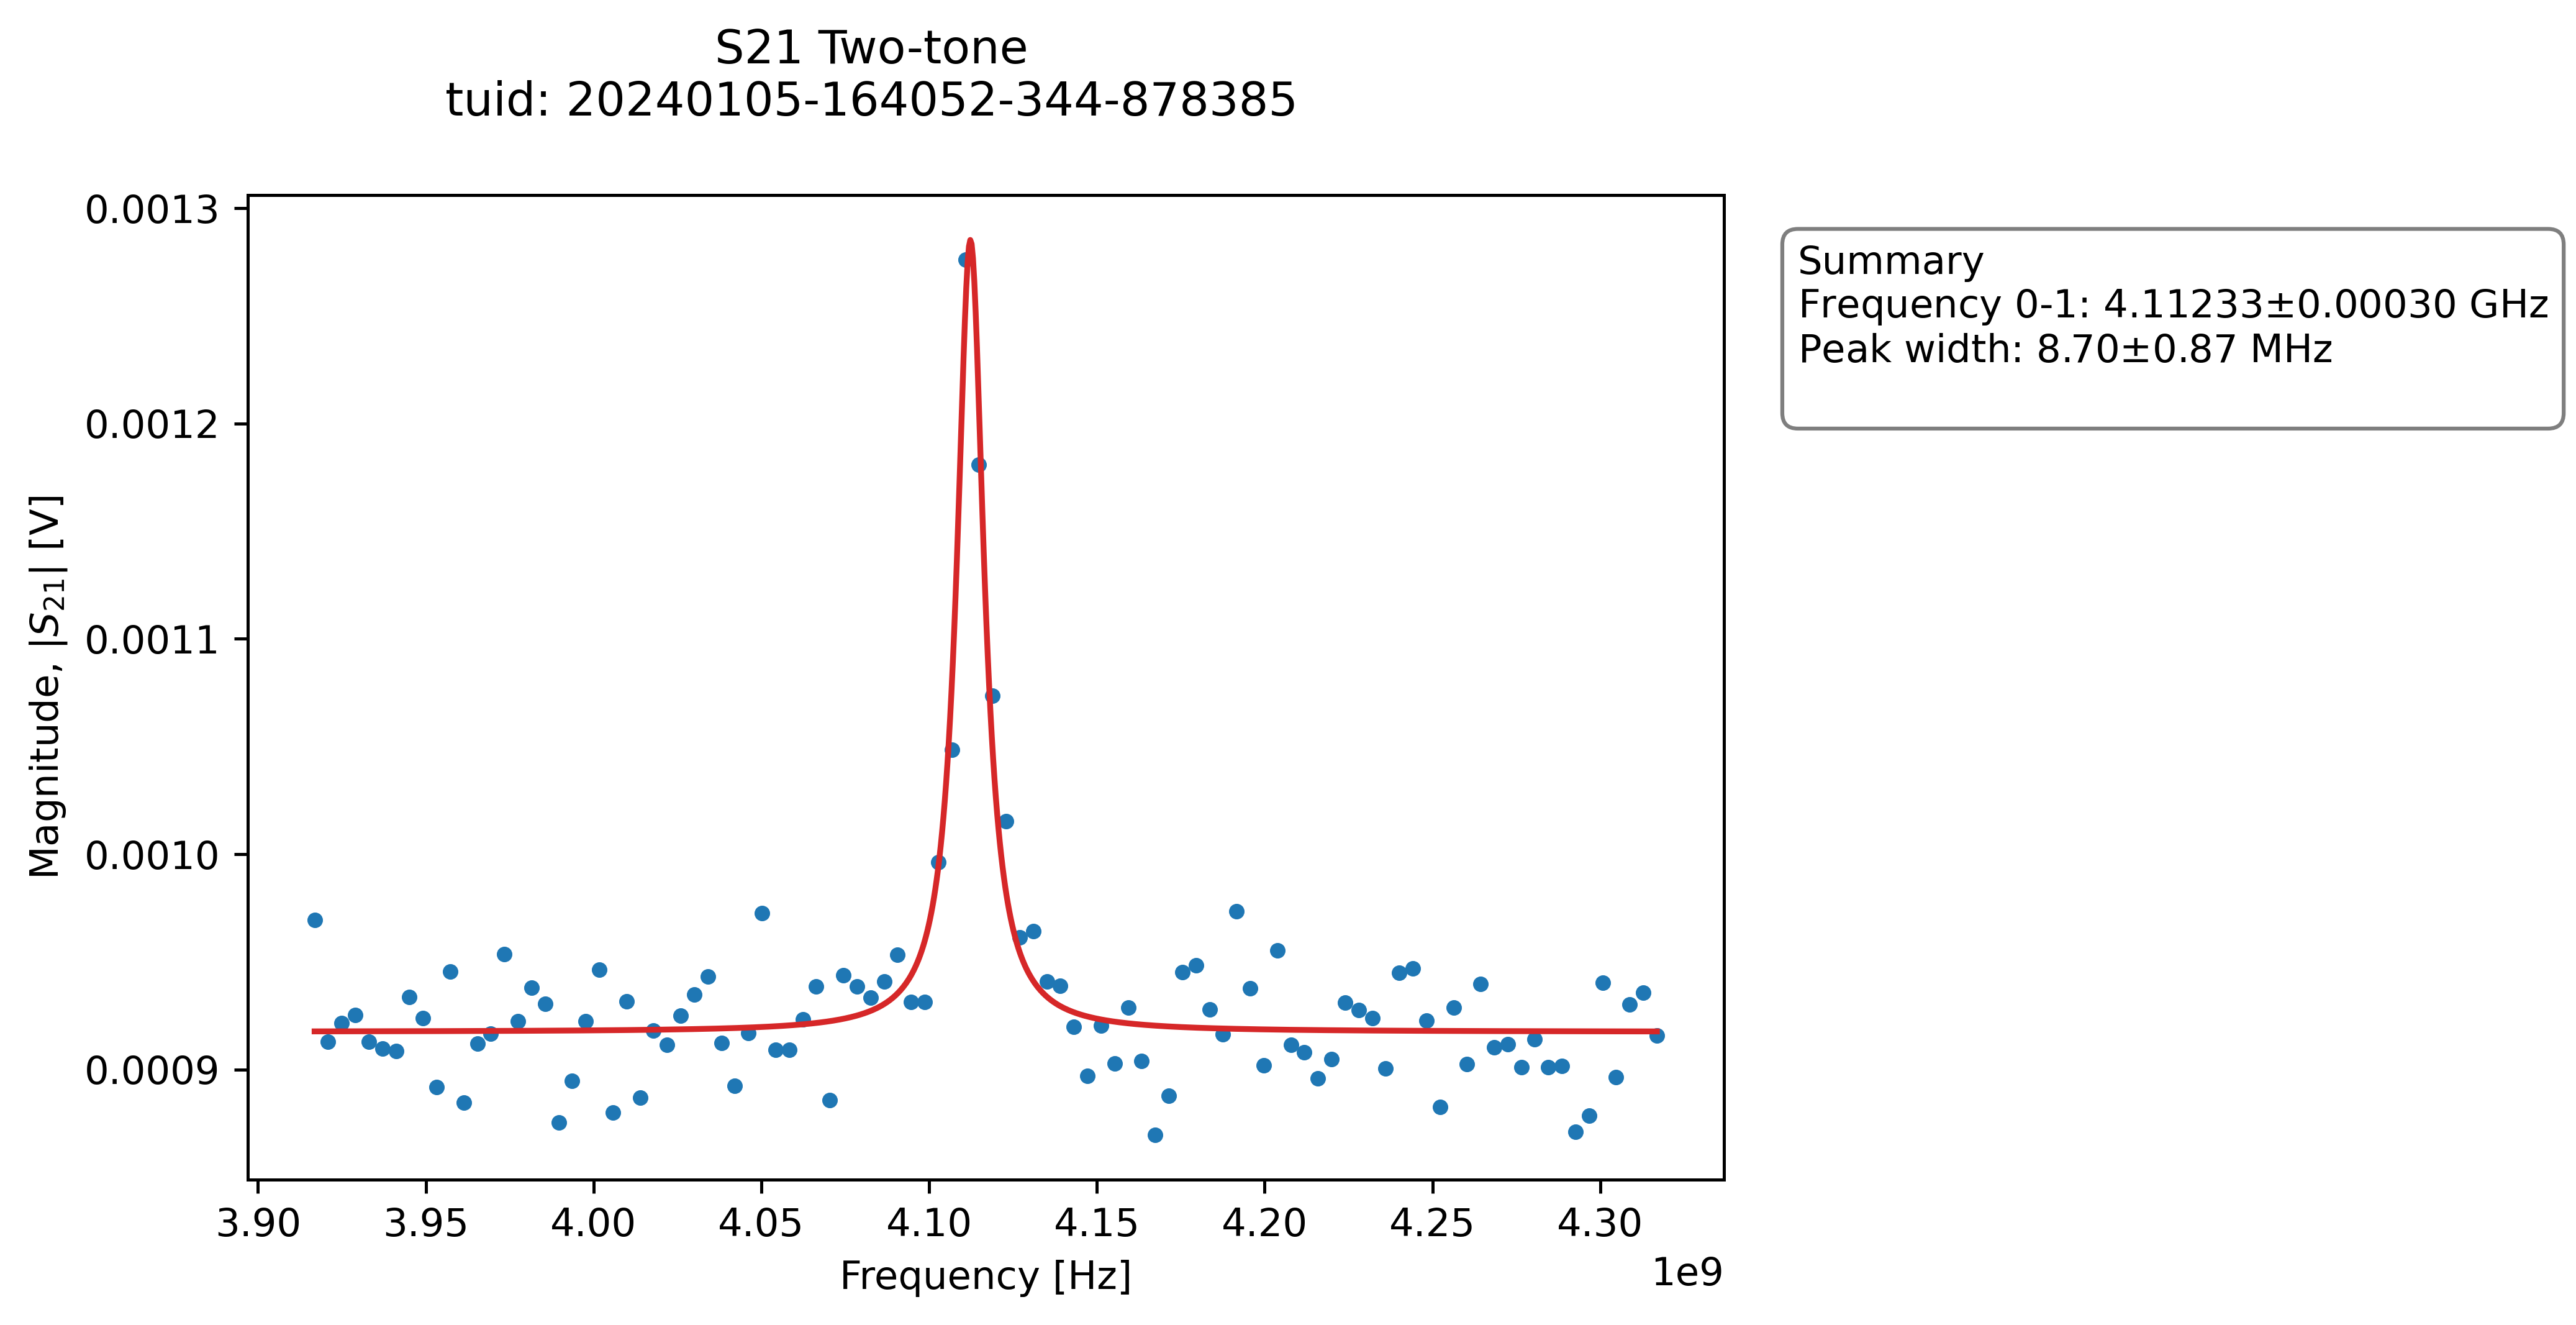 S21 Two-tone
tuid: 20240105-164052-344-878385
0.0013
0.0012
0.0011
0.0010
0.0009
Magnitude, |S21| [V]
3.90 3.95 4.00 4.05 4.10 4.15 4.20 4.25 4.30
1e9
Frequency [Hz]
Summary
Frequency 0-1: 4.11233±0.00030 GHz
Peak width: 8.70±0.87 MHz